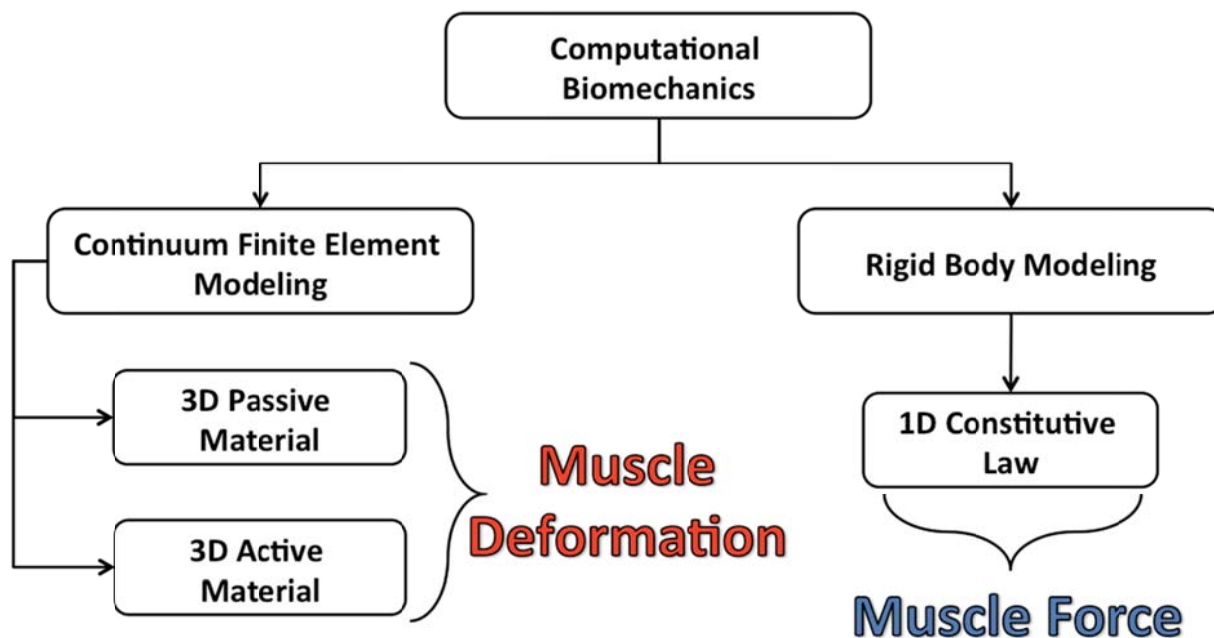 Computational
Biomechanics
Continuum Finite Element
Modeling
Rigid Body Modeling
3D Passive
Material
1D Constitutive
Law
Muscle
Deformation
3D Active
Material
Muscle Force